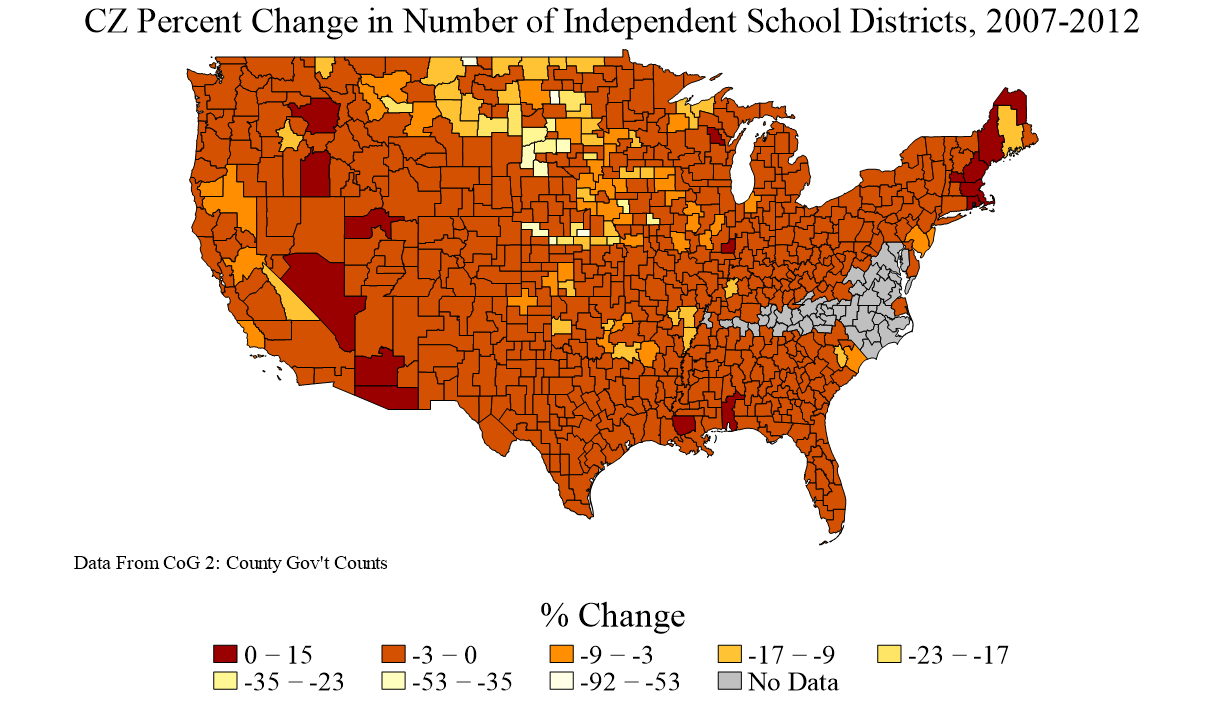 CZ Percent Change in Number of Independent School Districts, 2007-2012
Data From CoG 2: County Gov't Counts
% Change
0 − 15 -3 − 0 -9 − -3 -17 − -9 -23 − -17
-35 − -23 -53 − -35 -92 − -53 No Data